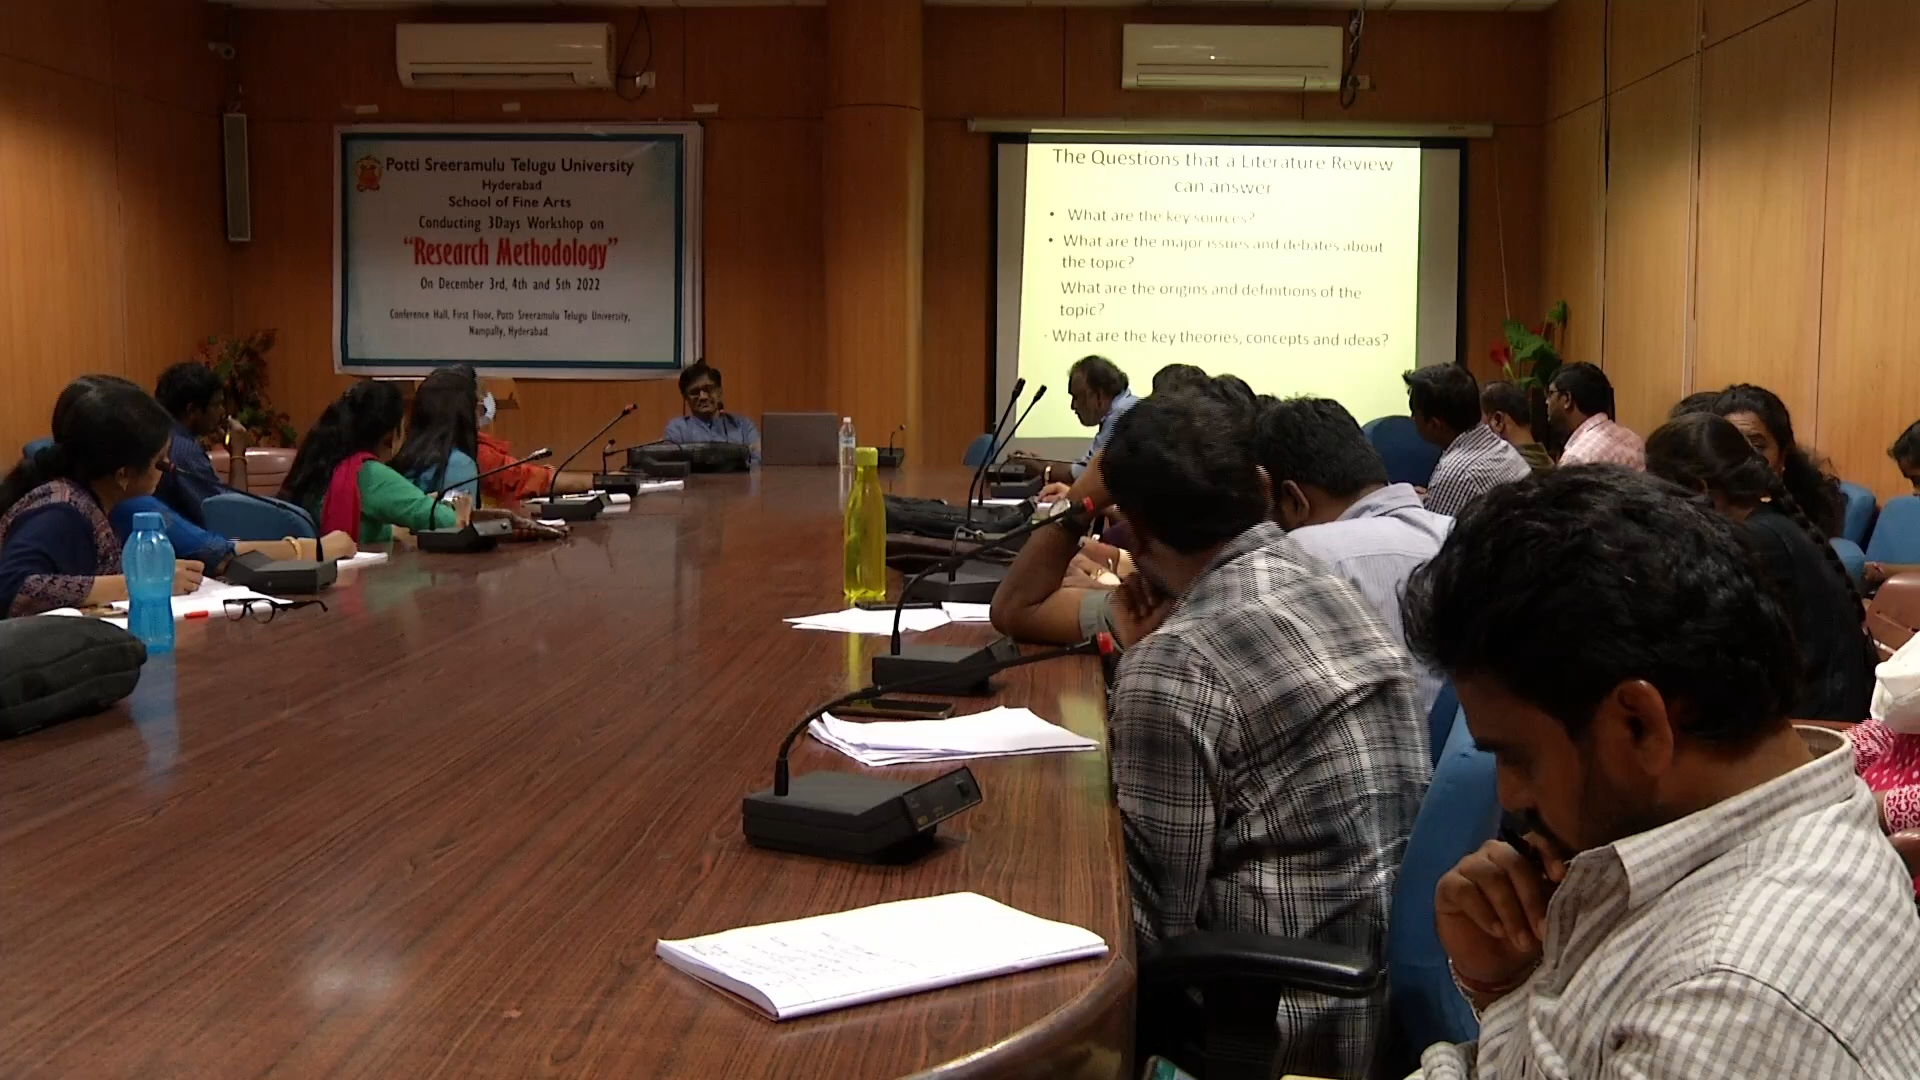 Potti Sreeramulu Telugu University
Hyderabad
School of Fine Arts
Conducting 3Days Workshop on
“Research Methodology”
On December 3rd, 4th and 5th 2022
Conference Hall, First Floor, Potti Sreeramulu Telugu University,
Nampally, Hyderabad.
The Questions that a Literature Review
can answer
• What are the key sources?
• What are the major issues and debates about
the topic?
What are the origins and definitions of the
topic?
· What are the key theories, concepts and ideas?